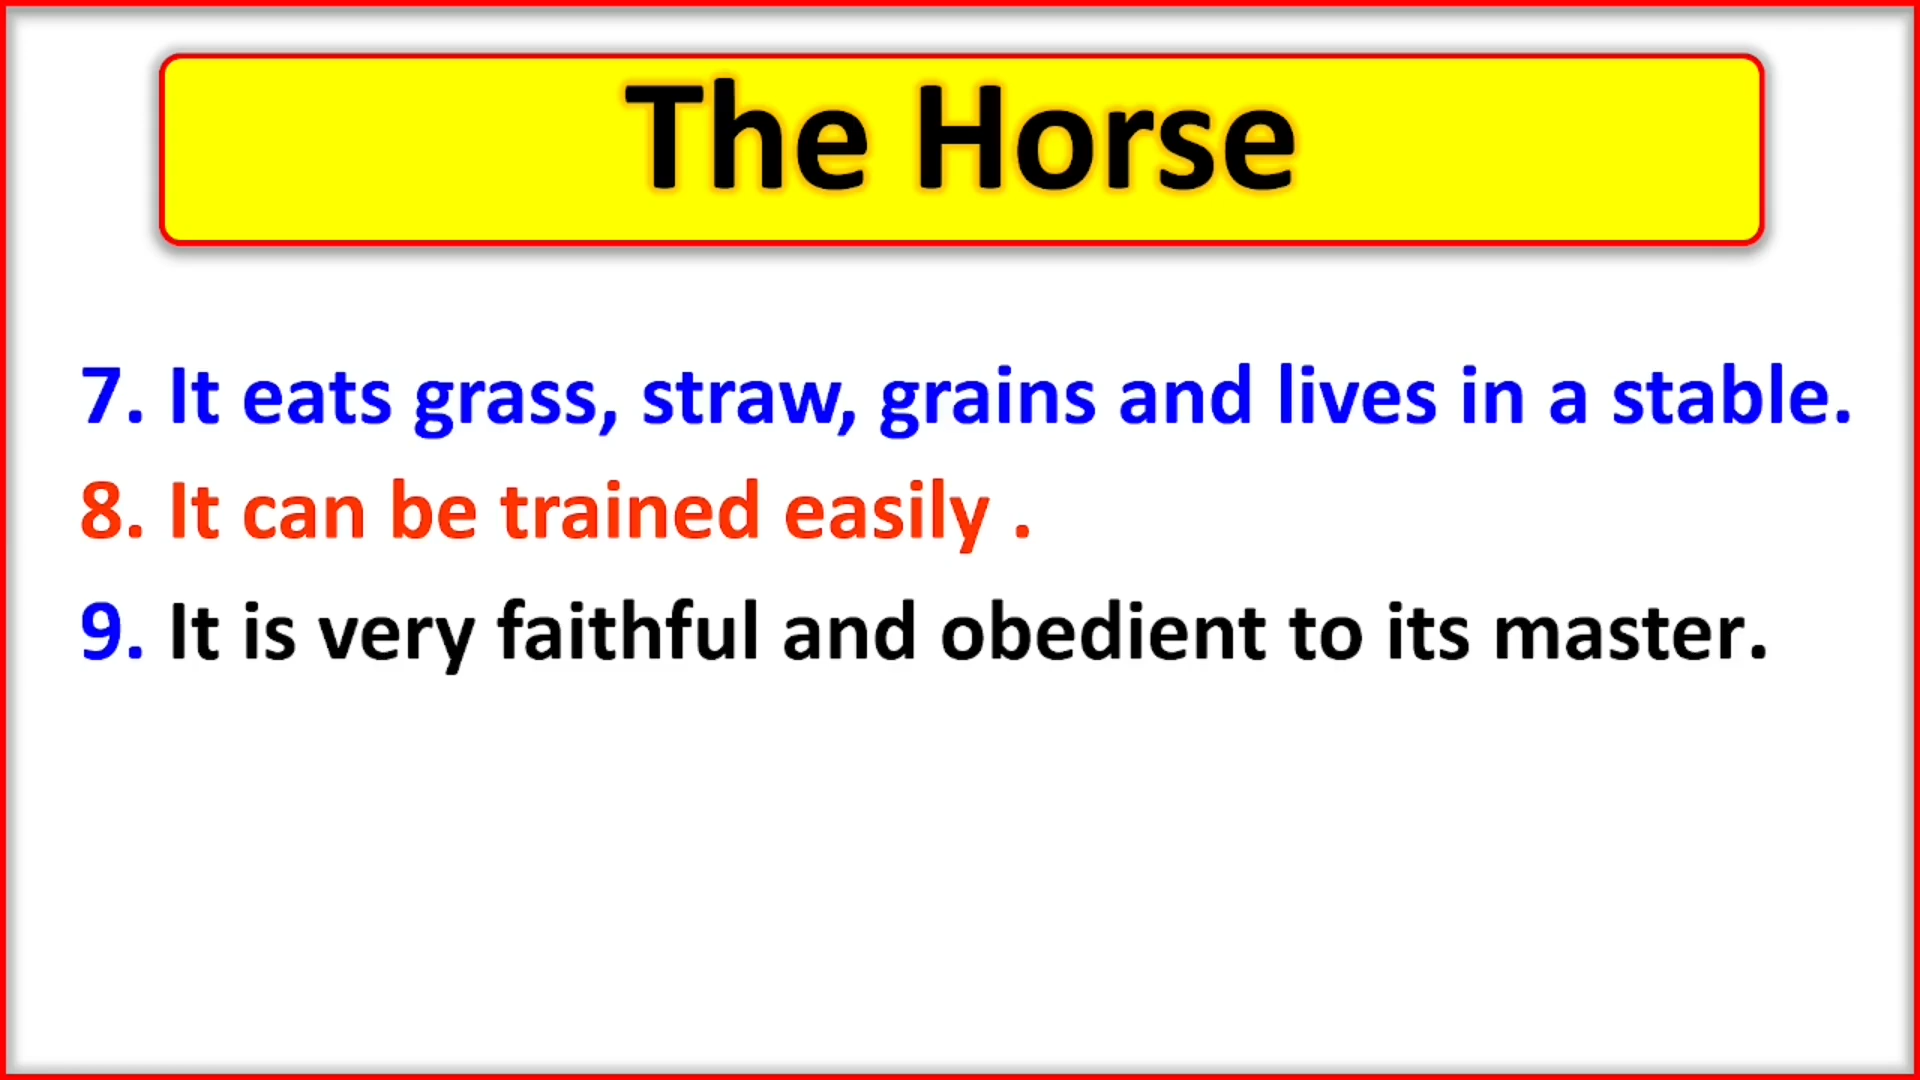 The Horse
7. It eats grass, straw, grains and lives in a stable.
8. It can be trained easily .
9. It is very faithful and obedient to its master.